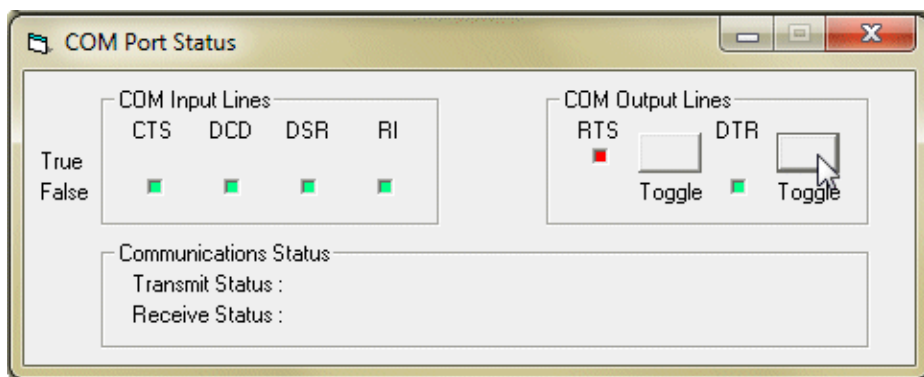 COM Port Status
COM Input Lines
CTS DCD DSR RI
True
False
COM Output Lines
RTS DTR
Toggle Toggle
Communications Status
Transmit Status :
Receive Status :